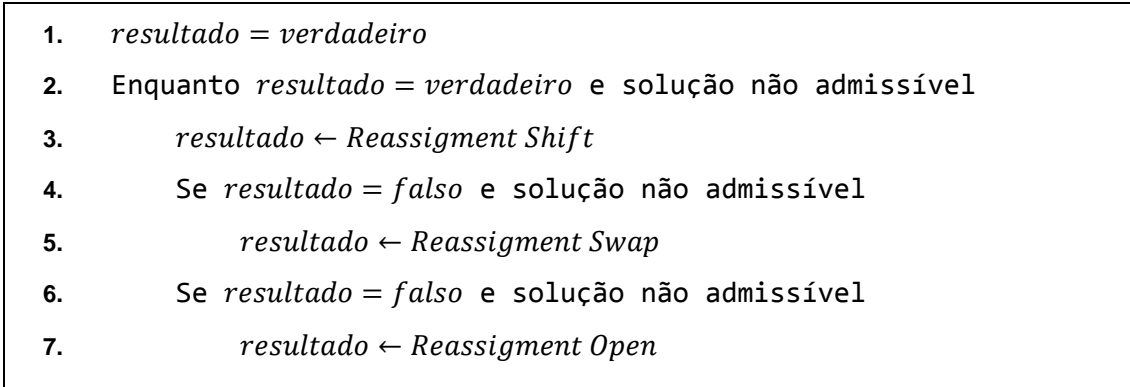 1. resultado = verdadeiro
2. Enquanto resultado = verdadeiro e solução não admissível
3. resultado ← Reassigment Shift
4. Se resultado = falso e solução não admissível
5. resultado ← Reassigment Swap
6. Se resultado = falso e solução não admissível
7. resultado ← Reassigment Open